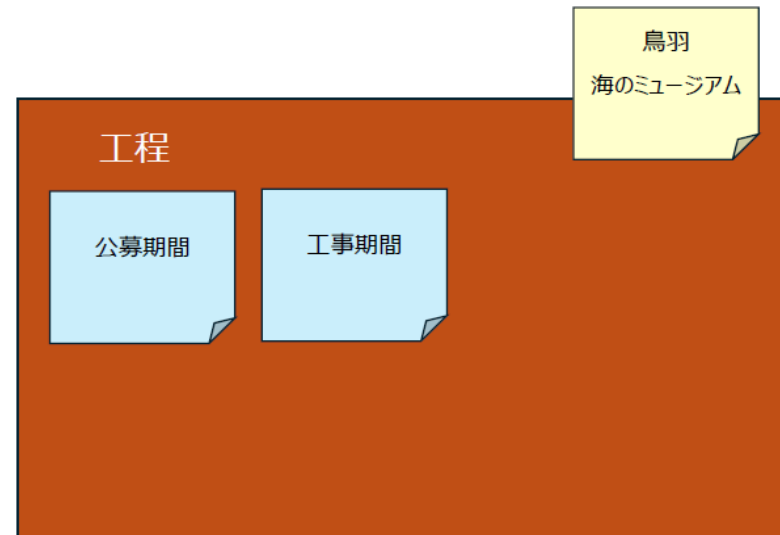 鳥羽
海のミュージアム
工程
公募期間
工事期間